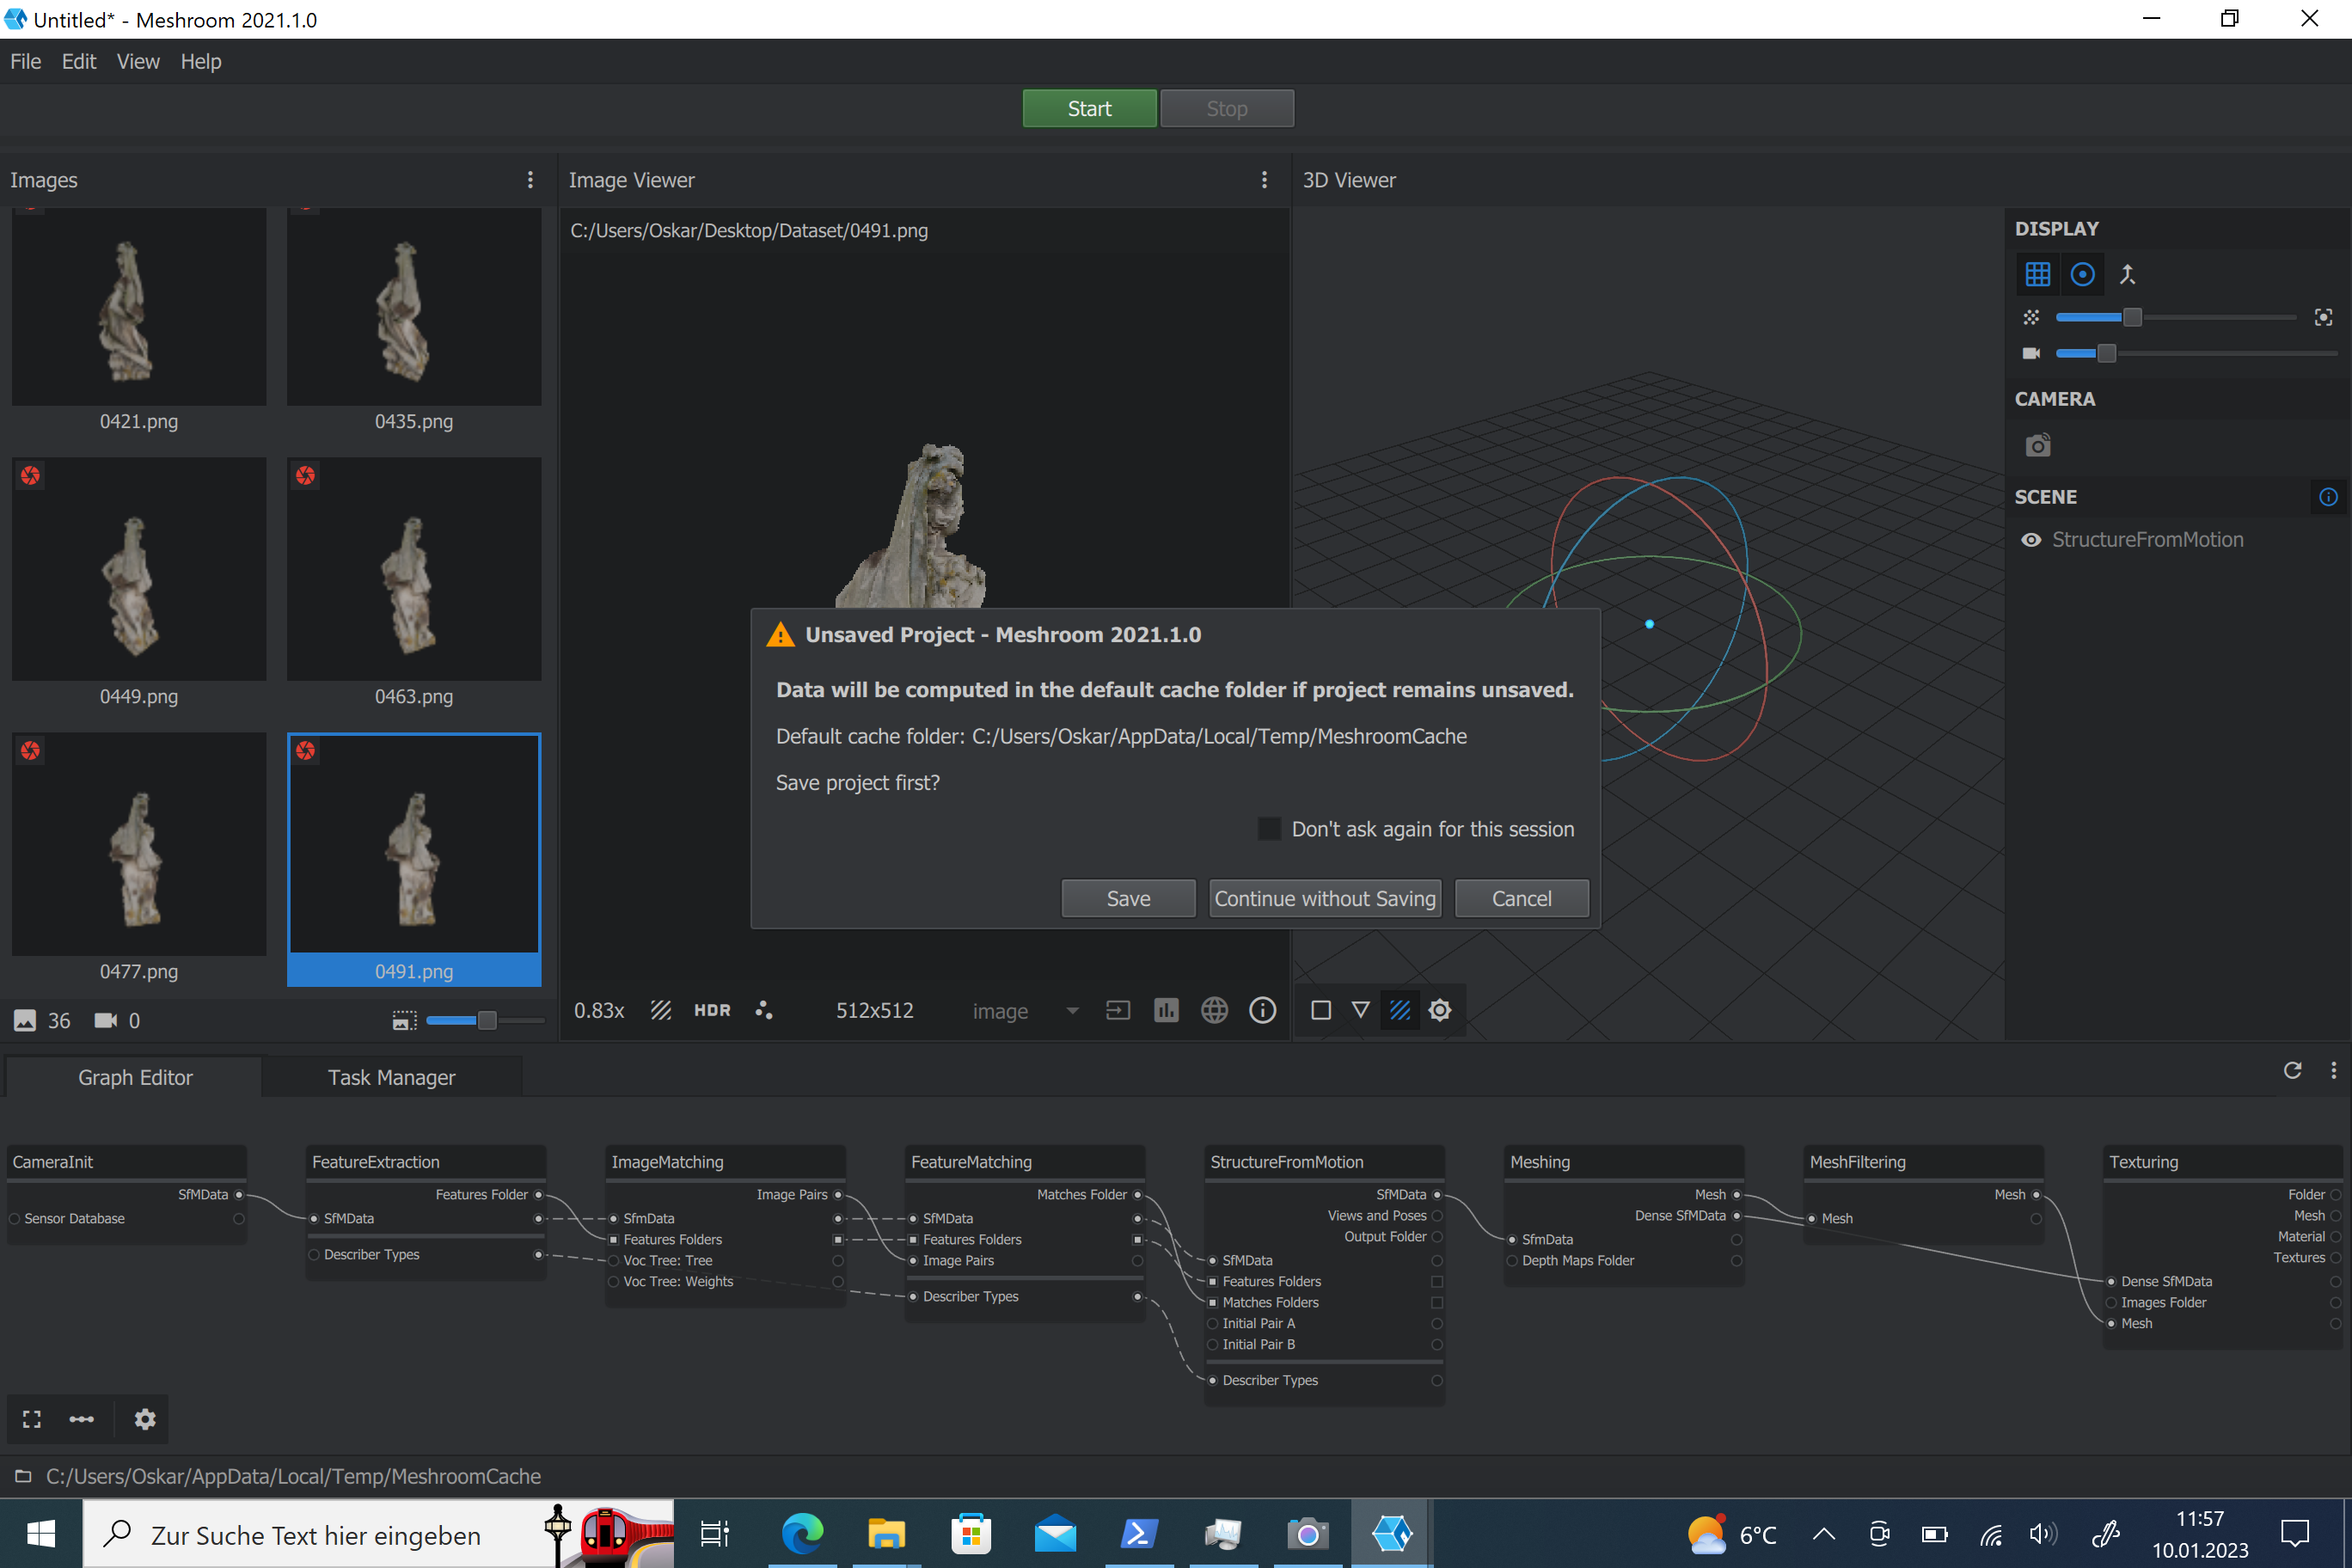 Untitled* - Meshroom 2021.1.0
File Edit View Help
Start Stop
Images
Image Viewer
3D Viewer
C:/Users/Oskar/Desktop/Dataset/0491.png
0421.png 0435.png
0449.png 0463.png
0477.png 0491.png
36 0
DISPLAY
CAMERA
SCENE
StructureFromMotion
Unsaved Project - Meshroom 2021.1.0
Data will be computed in the default cache folder if project remains unsaved.
Default cache folder: C:/Users/Oskar/AppData/Local/Temp/MeshroomCache
Save project first?
Don't ask again for this session
Save Continue without Saving Cancel
0.83x HDR 512x512 image
Graph Editor Task Manager
CameraInit
SfMData
Sensor Database
FeatureExtraction
Features Folder
SfMData
Describer Types
ImageMatching
Image Pairs
SfmData
Features Folders
Voc Tree: Tree
Voc Tree: Weights
FeatureMatching
Matches Folder
SfMData
Features Folders
Image Pairs
Describer Types
StructureFromMotion
SfMData
Views and Poses
Output Folder
SfMData
Features Folders
Matches Folders
Initial Pair A
Initial Pair B
Describer Types
Meshing
Mesh
Dense SfMData
SfmData
Depth Maps Folder
MeshFiltering
Mesh
Mesh
Texturing
Folder
Mesh
Material
Textures
Dense SfMData
Images Folder
Mesh
C:/Users/Oskar/AppData/Local/Temp/MeshroomCache
Zur Suche Text hier eingeben
6°C
11:57
10.01.2023